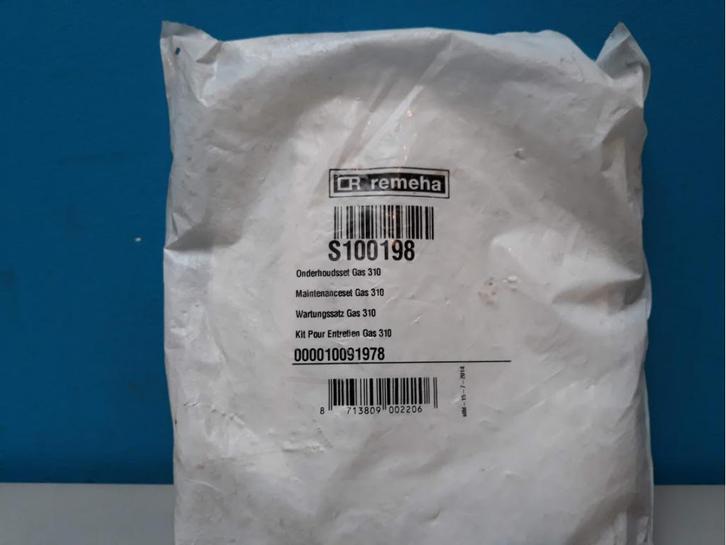 remeha
S100198
Onderhoudsset Gas 310
Maintenanceset Gas 310
Wartungssatz Gas 310
Kit Pour Entretien Gas 310
000010091978
8 713809 002206